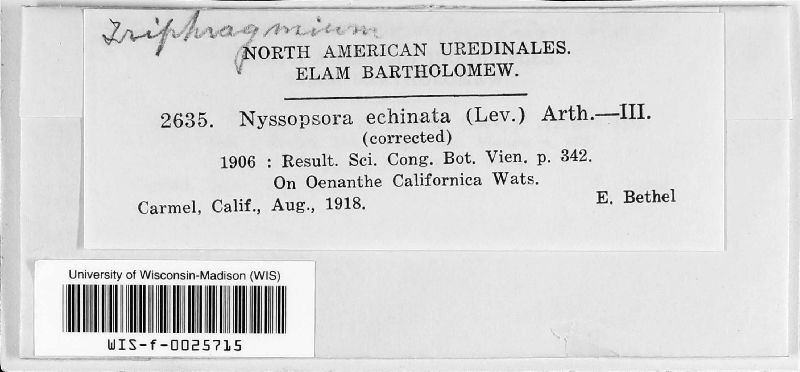 Triphragmium
NORTH AMERICAN UREDINALES.
ELAM BARTHOLOMEW.
2635. Nyssopsora echinata (Lev.) Arth.—III.
(corrected)
1906 : Result. Sci. Cong. Bot. Vien. p. 342.
On Oenanthe Californica Wats.
Carmel, Calif., Aug., 1918. E. Bethel
University of Wisconsin-Madison (WIS)
WIS-f-0025715